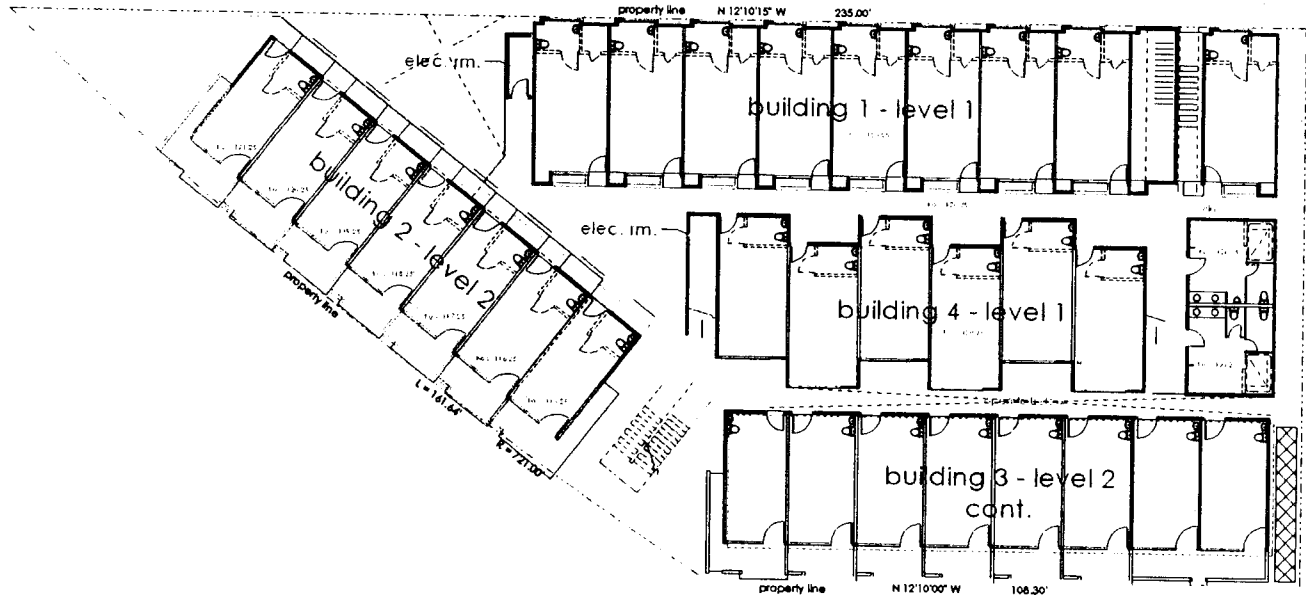 property line N 12°10'15" W 235.00'
elec. rm.
building 1 - level 1
building 2 - level 2
elec. rm.
building 4 - level 1
property line
L = 161.64'
R = 721.00'
building 3 - level 2
cont.
property line N 12°10'00" W 108.30'